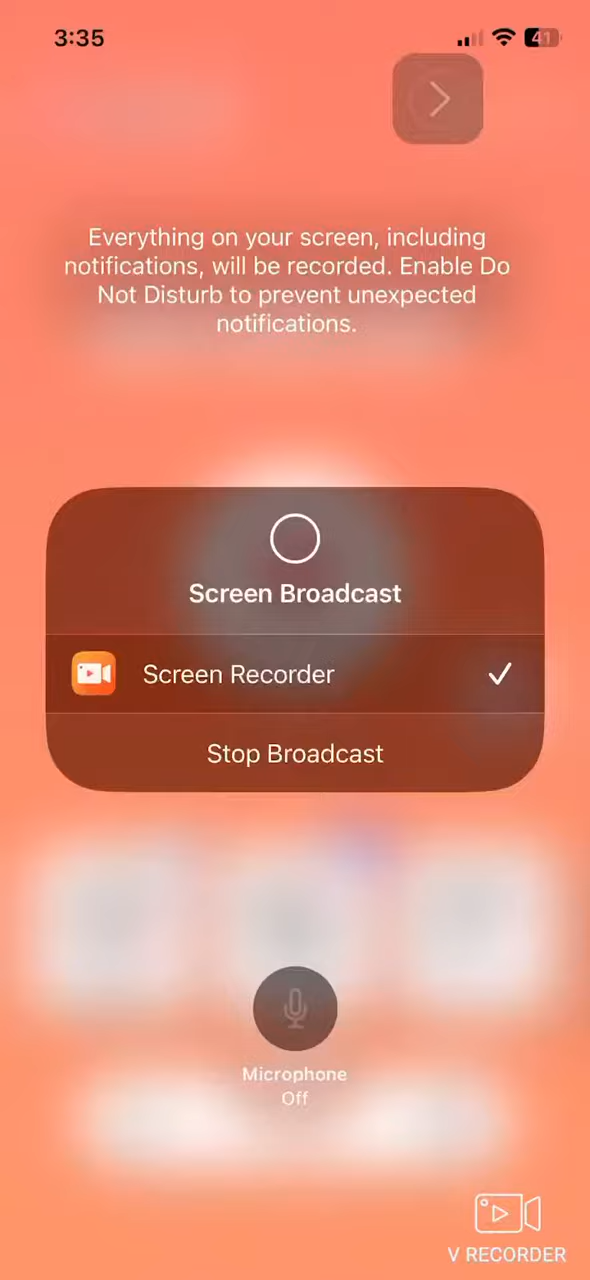 3:35
41
Everything on your screen, including
notifications, will be recorded. Enable Do
Not Disturb to prevent unexpected
notifications.
Screen Broadcast
Screen Recorder
Stop Broadcast
Microphone
Off
V RECORDER